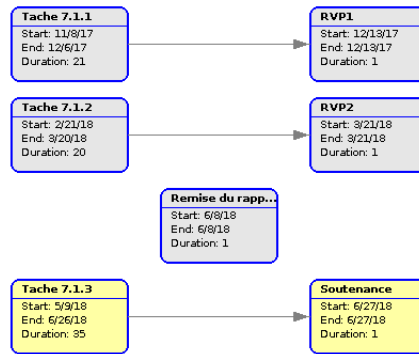 Tache 7.1.1
Start: 11/8/17
End: 12/6/17
Duration: 21
RVP1
Start: 12/13/17
End: 12/13/17
Duration: 1
Tache 7.1.2
Start: 2/21/18
End: 3/20/18
Duration: 20
RVP2
Start: 3/21/18
End: 3/21/18
Duration: 1
Remise du rapp...
Start: 6/8/18
End: 6/8/18
Duration: 1
Tache 7.1.3
Start: 5/9/18
End: 6/26/18
Duration: 35
Soutenance
Start: 6/27/18
End: 6/27/18
Duration: 1